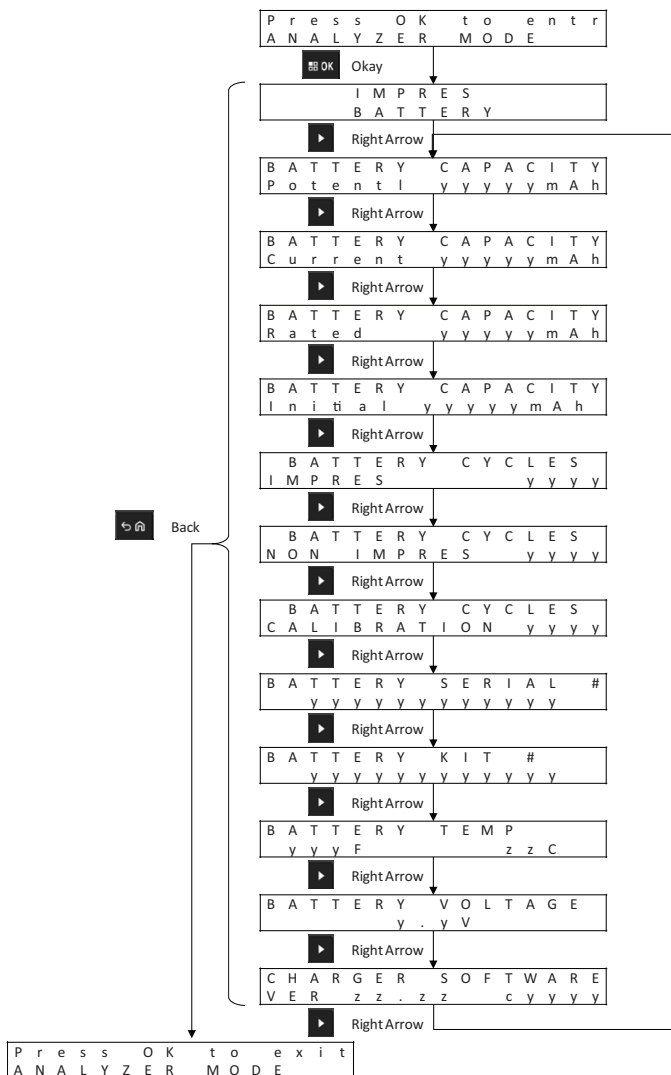 Press OK to entr
ANALYZER MODE
OK Okay
IMPRES
BATTERY
Right Arrow
BATTERY CAPACITY
Potentl yyyyymAh
Right Arrow
BATTERY CAPACITY
Current yyyyymAh
Right Arrow
BATTERY CAPACITY
Rated yyyyymAh
Right Arrow
BATTERY CAPACITY
Initial yyyyymAh
Right Arrow
BATTERY CYCLES
IMPRES yyyy
Right Arrow
Back
BATTERY CYCLES
NON IMPRES yyyy
Right Arrow
BATTERY CYCLES
CALIBRATION yyyy
Right Arrow
BATTERY SERIAL #
yyyyyyyyyyyy
Right Arrow
BATTERY KIT #
yyyyyyyyyyyy
Right Arrow
BATTERY TEMP
yyyF zzC
Right Arrow
BATTERY VOLTAGE
y.yV
Right Arrow
CHARGER SOFTWARE
VER zz.zz cyyyy
Right Arrow
Press OK to exit
ANALYZER MODE